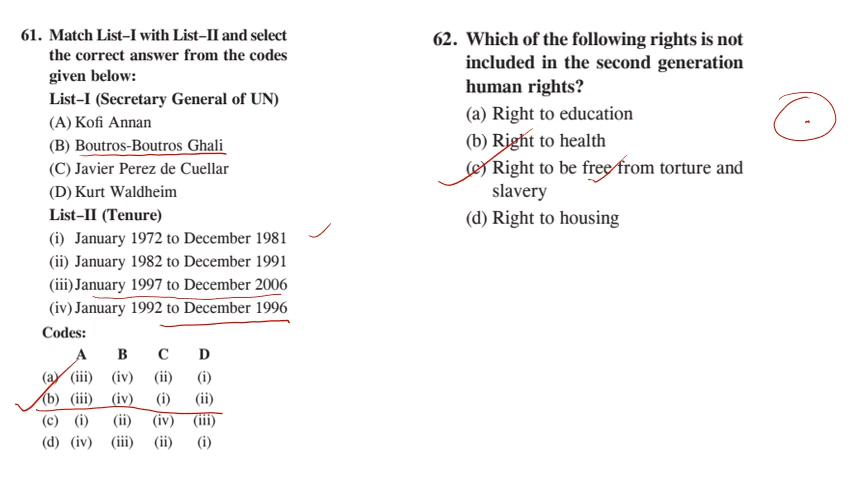 61. Match List–I with List–II and select
the correct answer from the codes
given below:
List–I (Secretary General of UN)
(A) Kofi Annan
(B) Boutros-Boutros Ghali
(C) Javier Perez de Cuellar
(D) Kurt Waldheim
List–II (Tenure)
(i) January 1972 to December 1981
(ii) January 1982 to December 1991
(iii) January 1997 to December 2006
(iv) January 1992 to December 1996
Codes:
A B C D
(a) (iii) (iv) (ii) (i)
(b) (iii) (iv) (i) (ii)
(c) (i) (ii) (iv) (iii)
(d) (iv) (iii) (ii) (i)
62. Which of the following rights is not
included in the second generation
human rights?
(a) Right to education
(b) Right to health
(c) Right to be free from torture and
slavery
(d) Right to housing